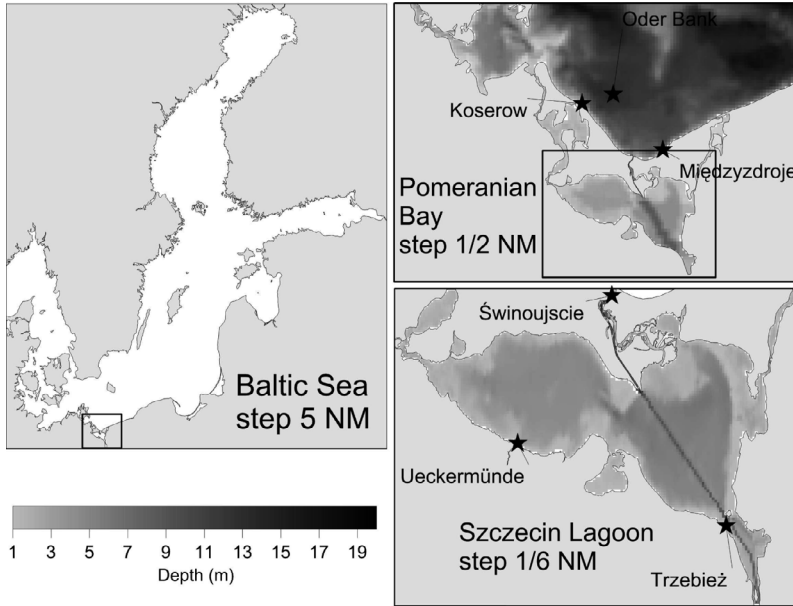 Baltic Sea
step 5 NM
1 3 5 7 9 11 13 15 17 19
Depth (m)
Oder Bank
Koserow
Międzyzdroje
Pomeranian
Bay
step 1/2 NM
Świnoujscie
Ueckermünde
Szczecin Lagoon
step 1/6 NM
Trzebież